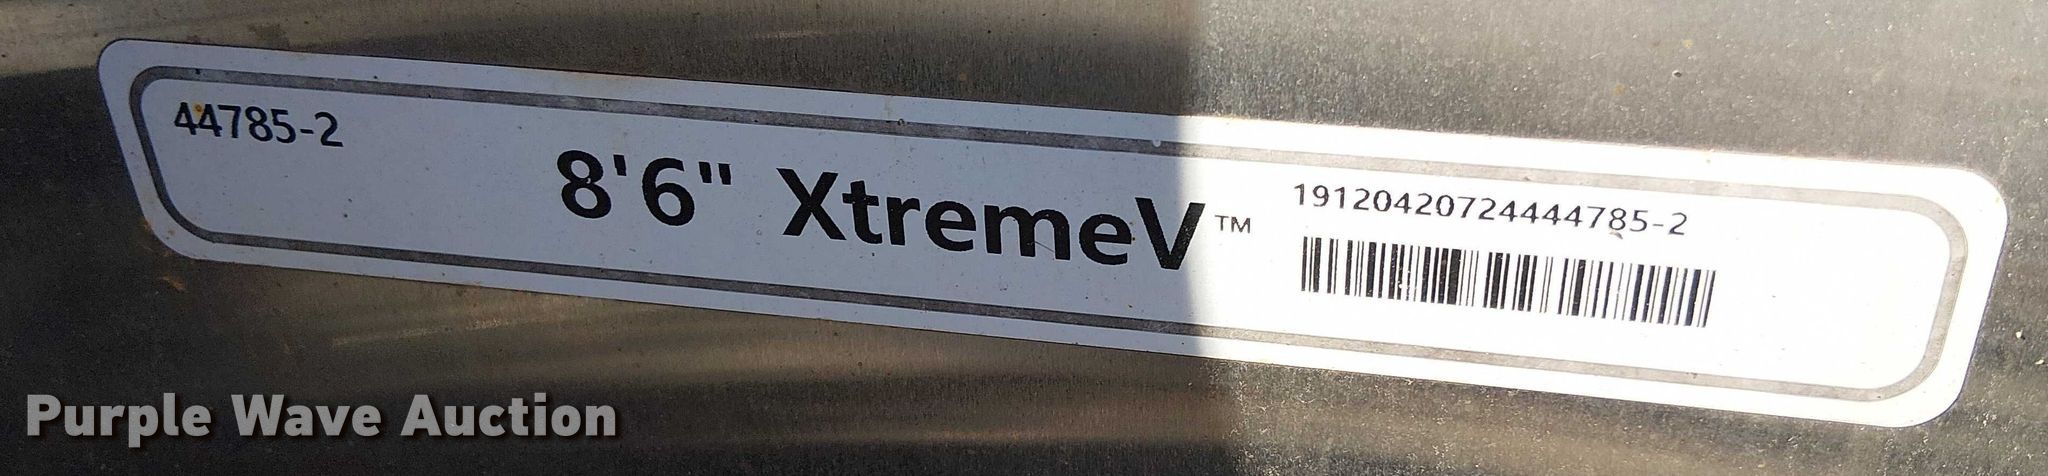 44785-2
8'6" XtremeV™
19120420724444785-2
Purple Wave Auction